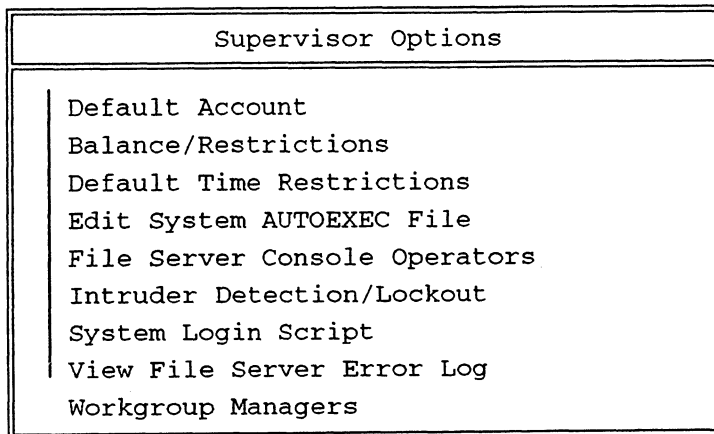 Supervisor Options
Default Account
Balance/Restrictions
Default Time Restrictions
Edit System AUTOEXEC File
File Server Console Operators
Intruder Detection/Lockout
System Login Script
View File Server Error Log
Workgroup Managers